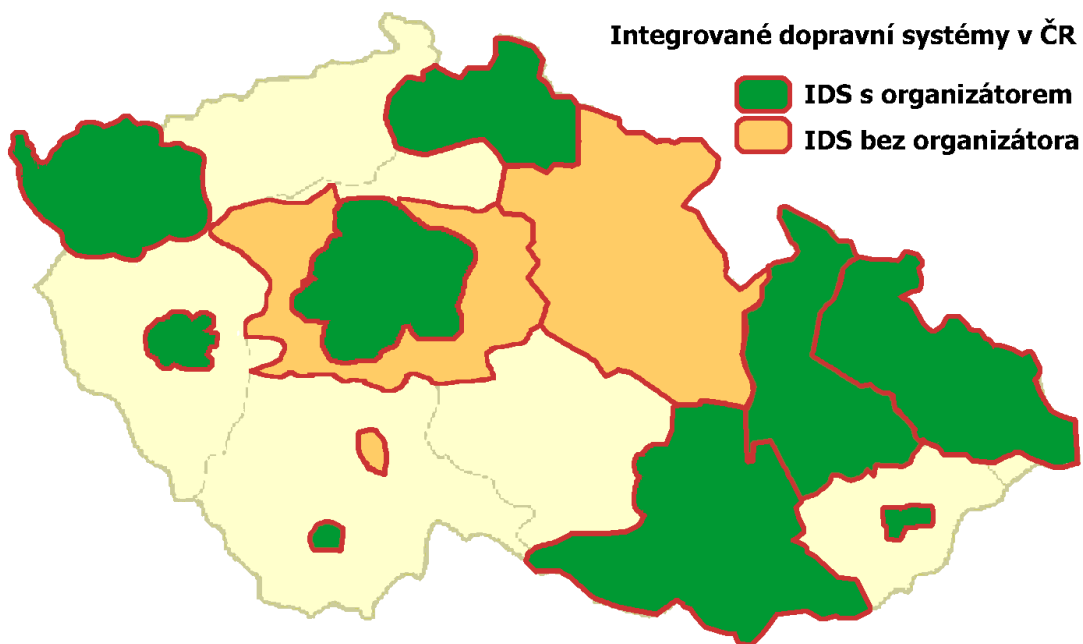 Integrované dopravní systémy v ČR
IDS s organizátorem
IDS bez organizátora